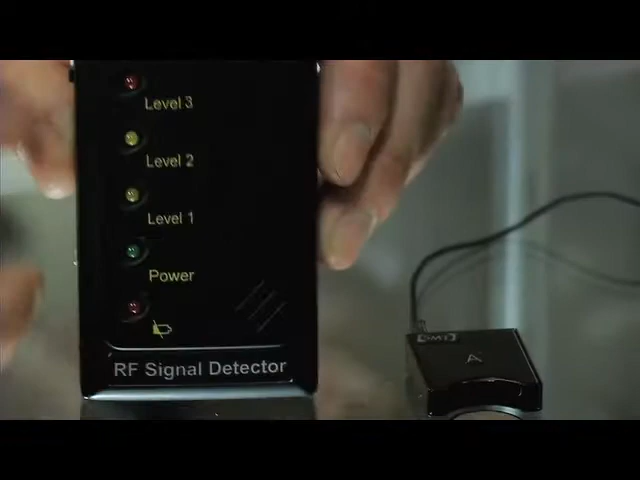 Level 3
Level 2
Level 1
Power
RF Signal Detector
A